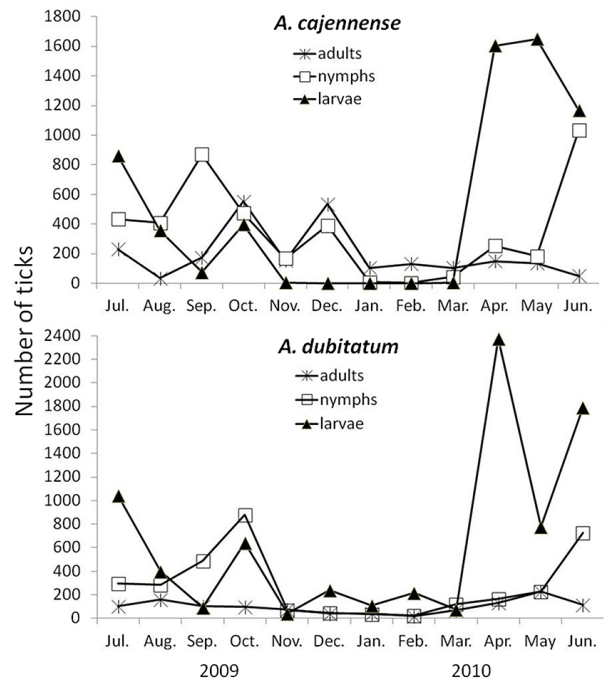 A. cajennense
adults
nymphs
larvae
1800
1600
1400
1200
1000
800
600
400
200
0
Jul. Aug. Sep. Oct. Nov. Dec. Jan. Feb. Mar. Apr. May Jun.
Number of ticks
A. dubitatum
adults
nymphs
larvae
2400
2200
2000
1800
1600
1400
1200
1000
800
600
400
200
0
Jul. Aug. Sep. Oct. Nov. Dec. Jan. Feb. Mar. Apr. May Jun.
2009 2010